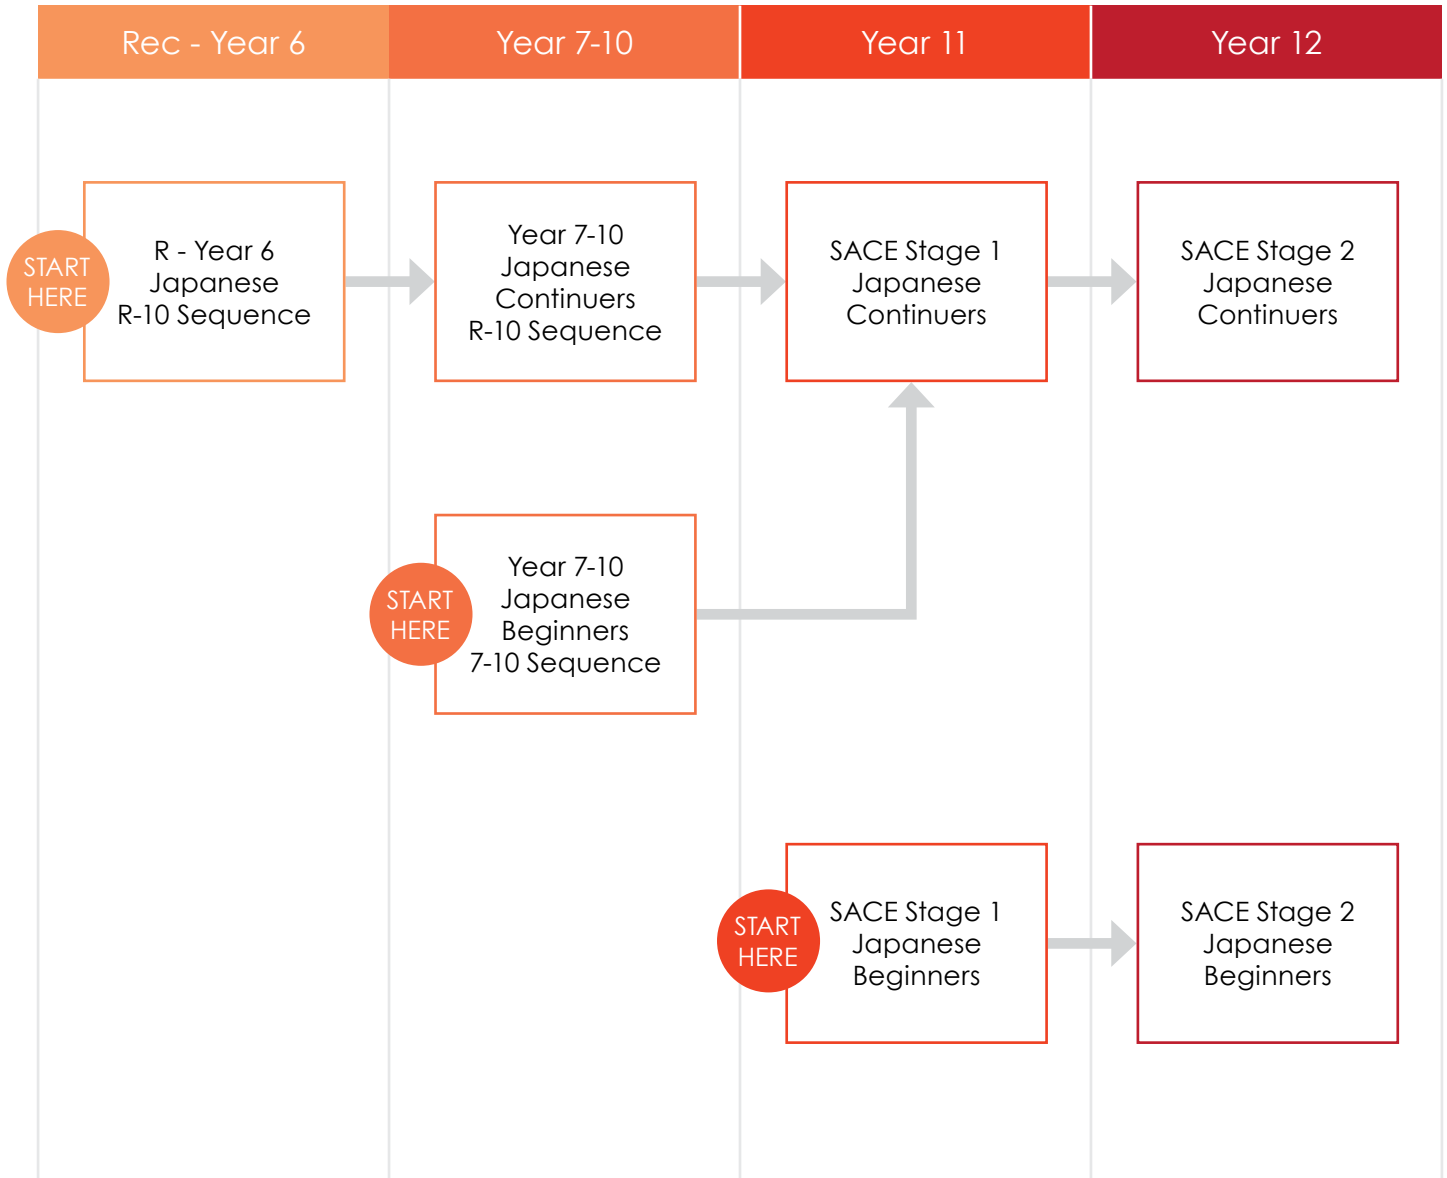 Rec - Year 6
Year 7-10
Year 11
Year 12
START
HERE
R - Year 6
Japanese
R-10 Sequence
Year 7-10
Japanese
Continuers
R-10 Sequence
SACE Stage 1
Japanese
Continuers
SACE Stage 2
Japanese
Continuers
START
HERE
Year 7-10
Japanese
Beginners
7-10 Sequence
START
HERE
SACE Stage 1
Japanese
Beginners
SACE Stage 2
Japanese
Beginners